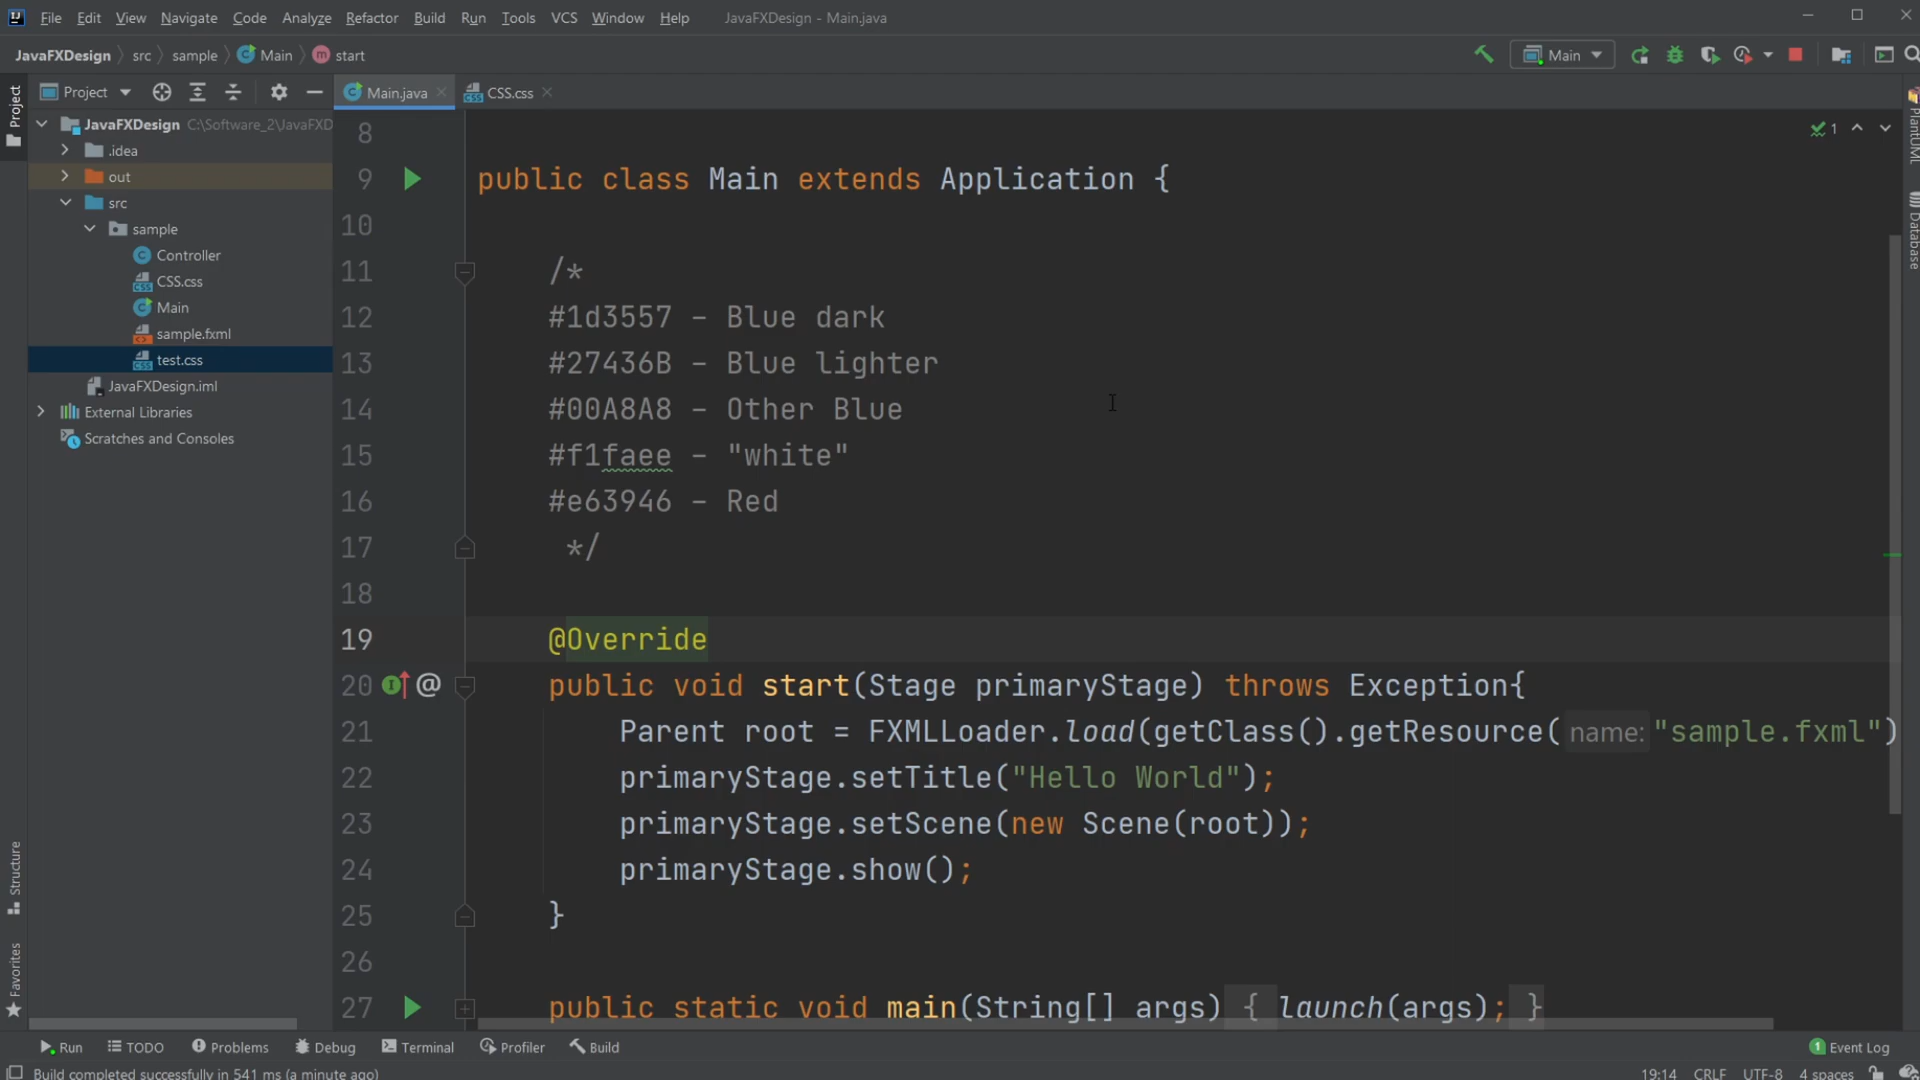 File Edit View Navigate Code Analyze Refactor Build Run Tools VCS Window Help JavaFXDesign - Main.java
JavaFXDesign src sample Main start
Main
Project
Main.java CSS.css
JavaFXDesign C:\Software_2\JavaFXD
.idea
out
src
sample
Controller
CSS.css
Main
sample.fxml
test.css
JavaFXDesign.iml
External Libraries
Scratches and Consoles
Project
Structure
Favorites
8
9 public class Main extends Application {
10
11 /*
12 #1d3557 - Blue dark
13 #27436B - Blue lighter
14 #00A8A8 - Other Blue
15 #f1faee - "white"
16 #e63946 - Red
17 */
18
19 @Override
20 @ public void start(Stage primaryStage) throws Exception{
21 Parent root = FXMLLoader.load(getClass().getResource( name: "sample.fxml")
22 primaryStage.setTitle("Hello World");
23 primaryStage.setScene(new Scene(root));
24 primaryStage.show();
25 }
26
27 public static void main(String[] args) { launch(args); }
1
PlantUML
Database
Run TODO Problems Debug Terminal Profiler Build 1 Event Log
Build completed successfully in 541 ms (a minute ago) 19:14 CRLF UTF-8 4 spaces